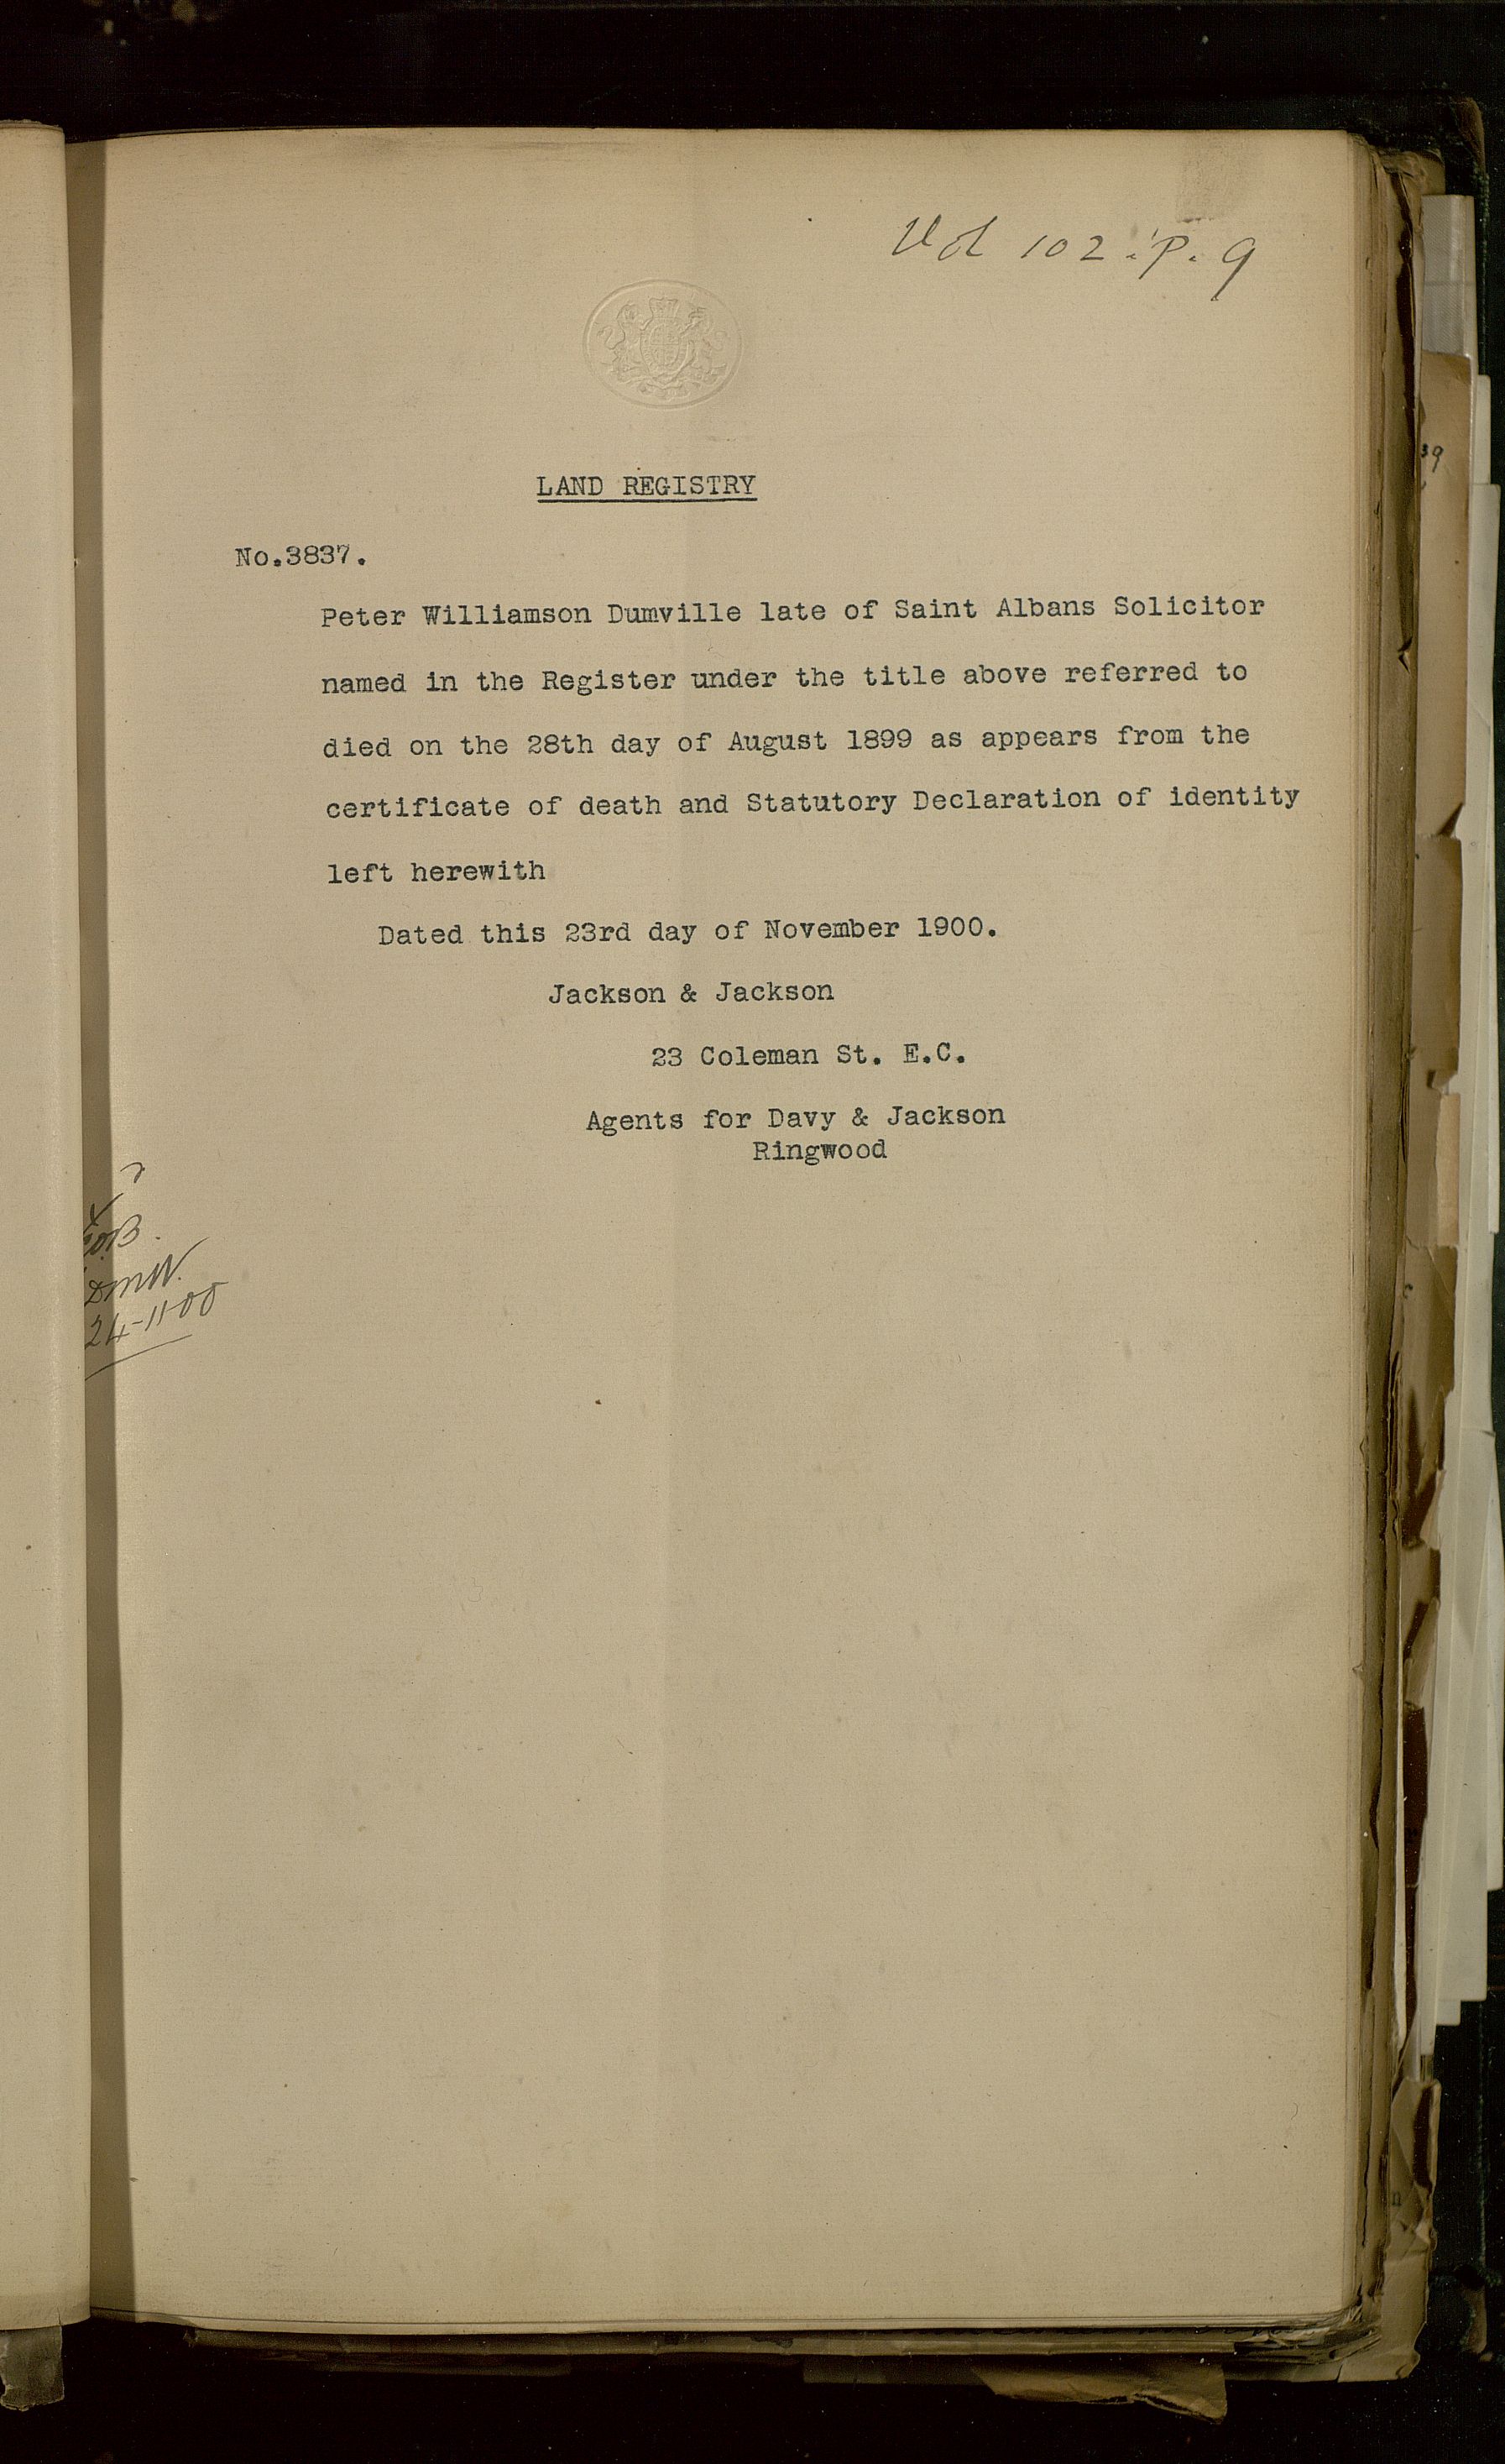 Vol 102. P. 9
LAND REGISTRY
No.3837.
Peter Williamson Dumville late of Saint Albans Solicitor
named in the Register under the title above referred to
died on the 28th day of August 1899 as appears from the
certificate of death and Statutory Declaration of identity
left herewith
Dated this 23rd day of November 1900.
Jackson & Jackson
23 Coleman St. E.C.
Agents for Davy & Jackson
Ringwood
24-11-00